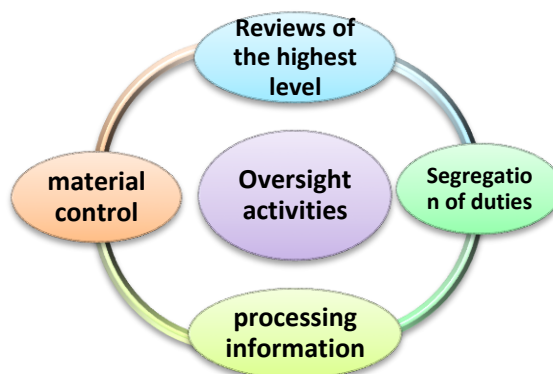 Reviews of
the highest
level
material
control
Oversight
activities
Segregatio
n of duties
processing
information